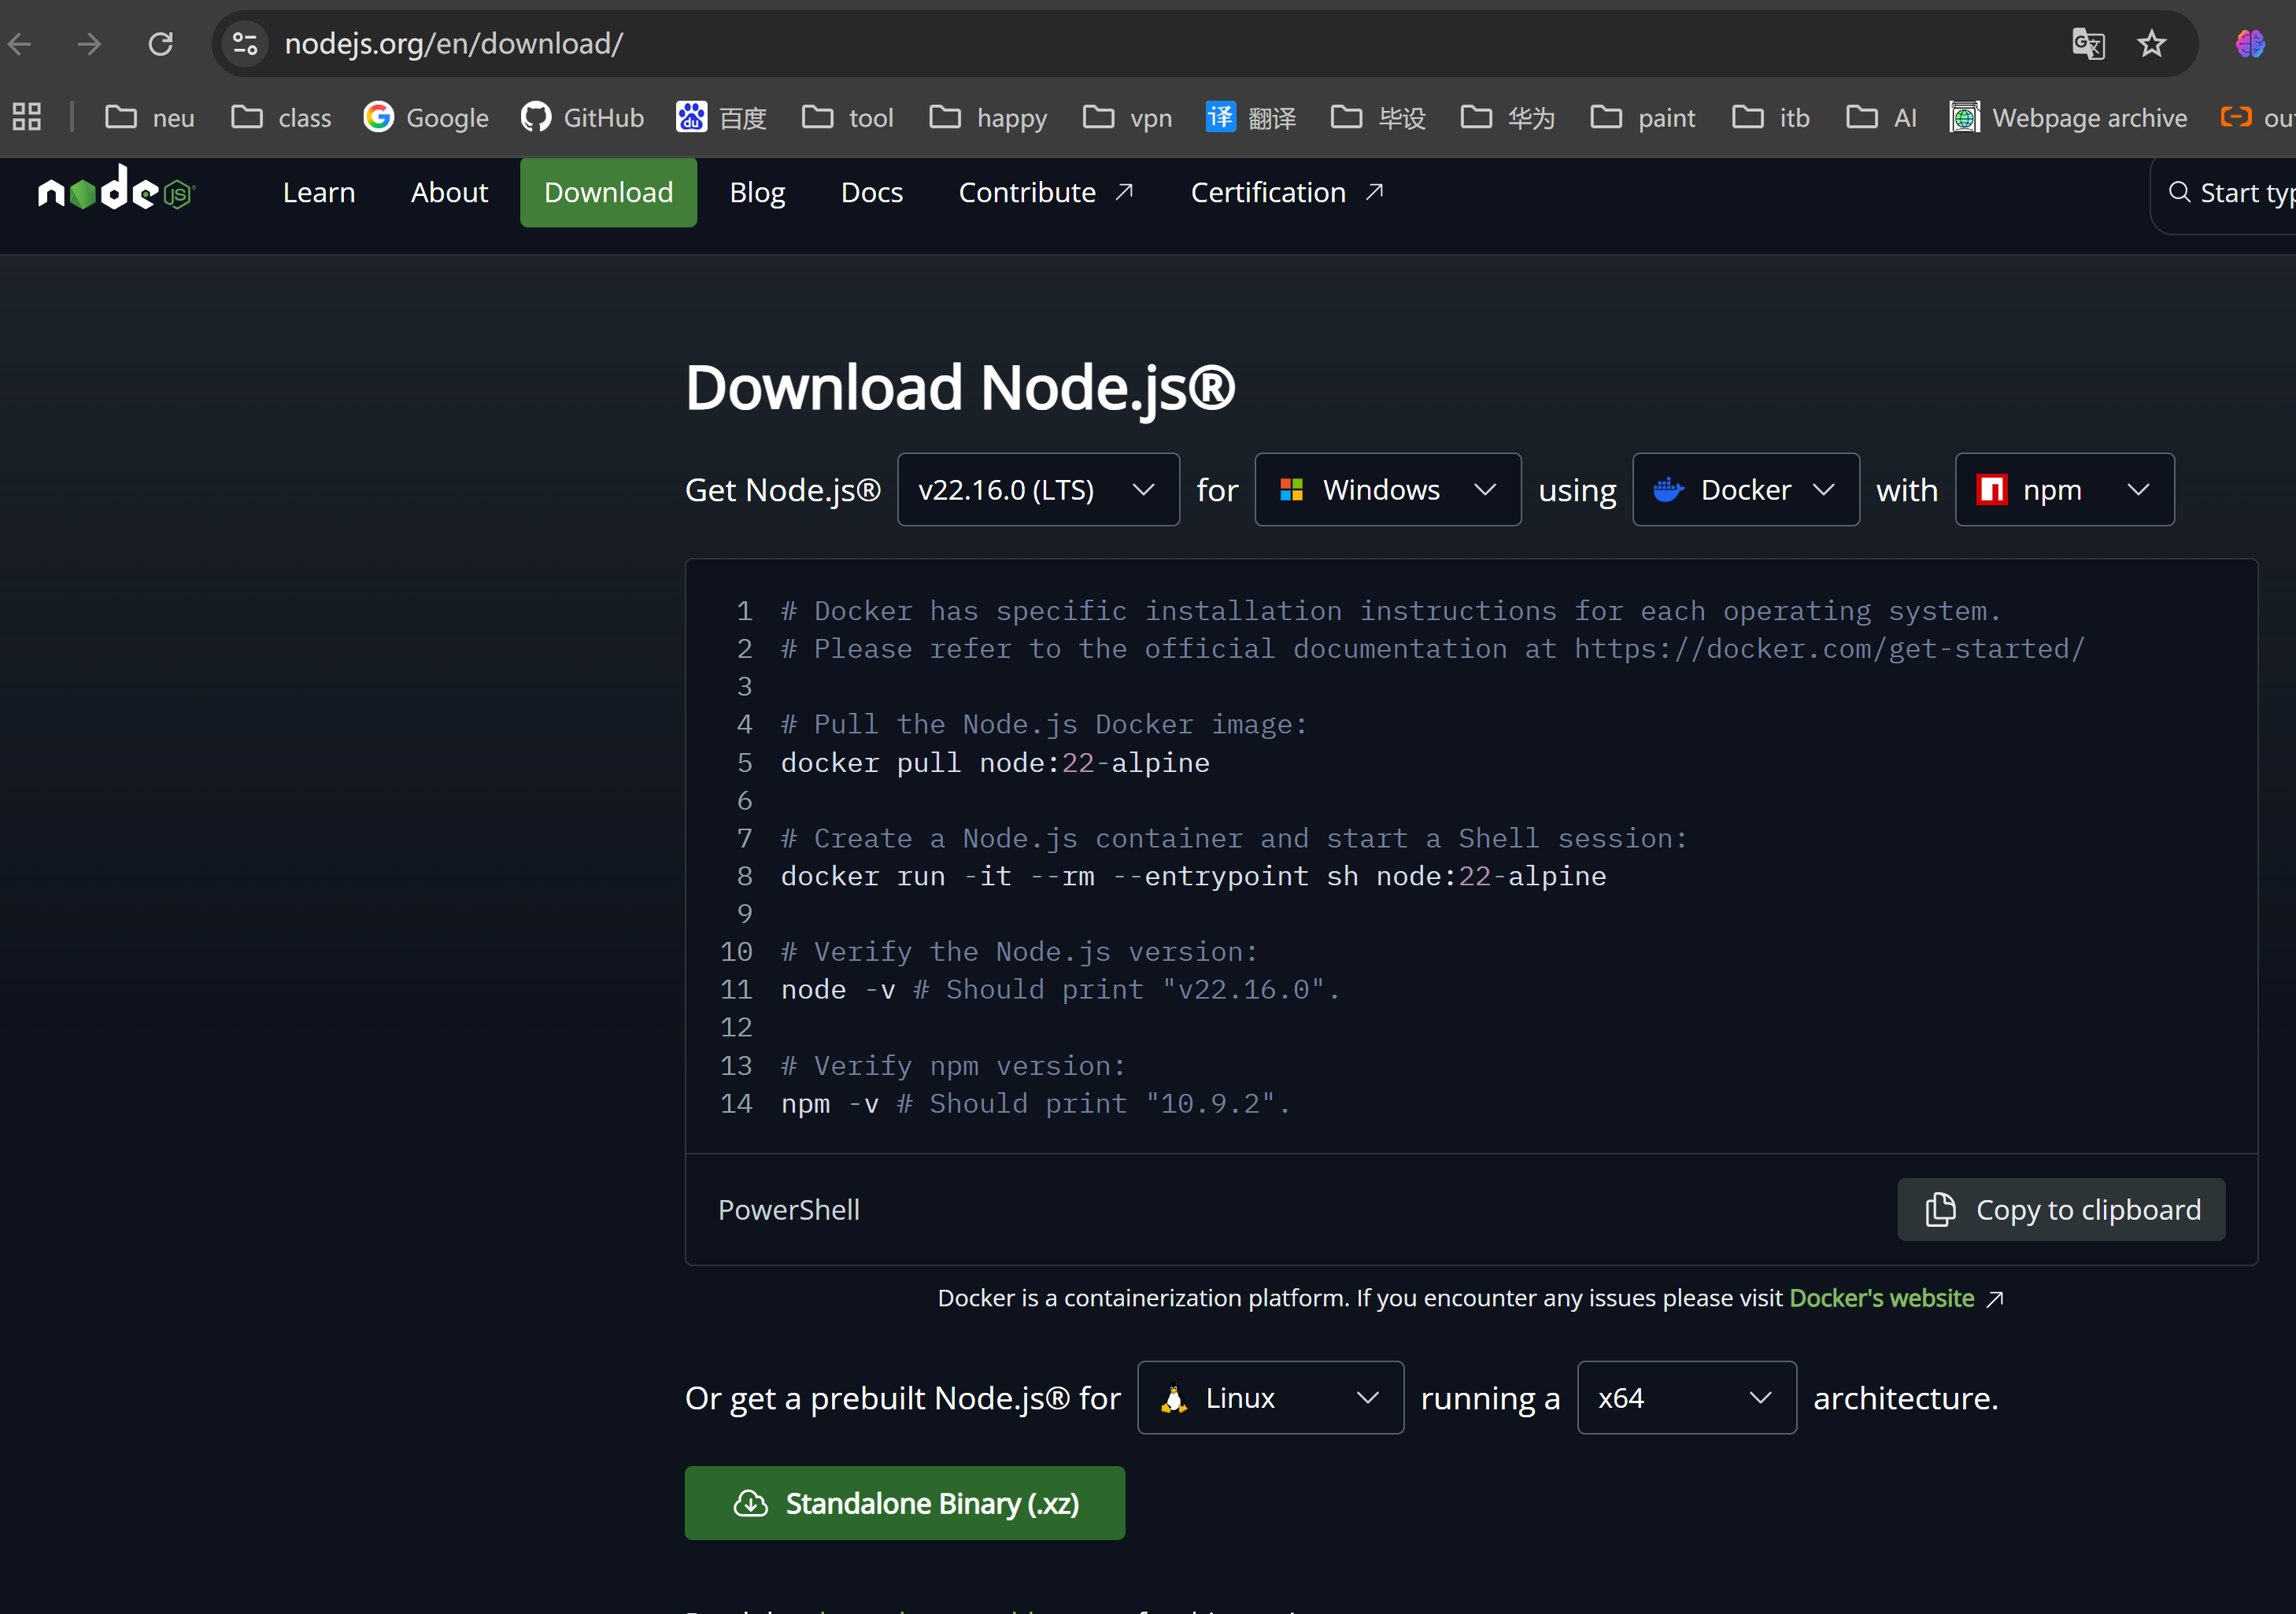 nodejs.org/en/download/
neu class Google GitHub 百度 tool happy vpn 译 翻译 毕设 华为 paint itb AI Webpage archive
node JS Learn About Download Blog Docs Contribute Certification Start
Download Node.js®
Get Node.js® v22.16.0 (LTS) for Windows using Docker with npm
1 # Docker has specific installation instructions for each operating system.
2 # Please refer to the official documentation at https://docker.com/get-started/
3
4 # Pull the Node.js Docker image:
5 docker pull node:22-alpine
6
7 # Create a Node.js container and start a Shell session:
8 docker run -it --rm --entrypoint sh node:22-alpine
9
10 # Verify the Node.js version:
11 node -v # Should print "v22.16.0".
12
13 # Verify npm version:
14 npm -v # Should print "10.9.2".
PowerShell Copy to clipboard
Docker is a containerization platform. If you encounter any issues please visit Docker's website
Or get a prebuilt Node.js® for Linux running a x64 architecture.
Standalone Binary (.xz)